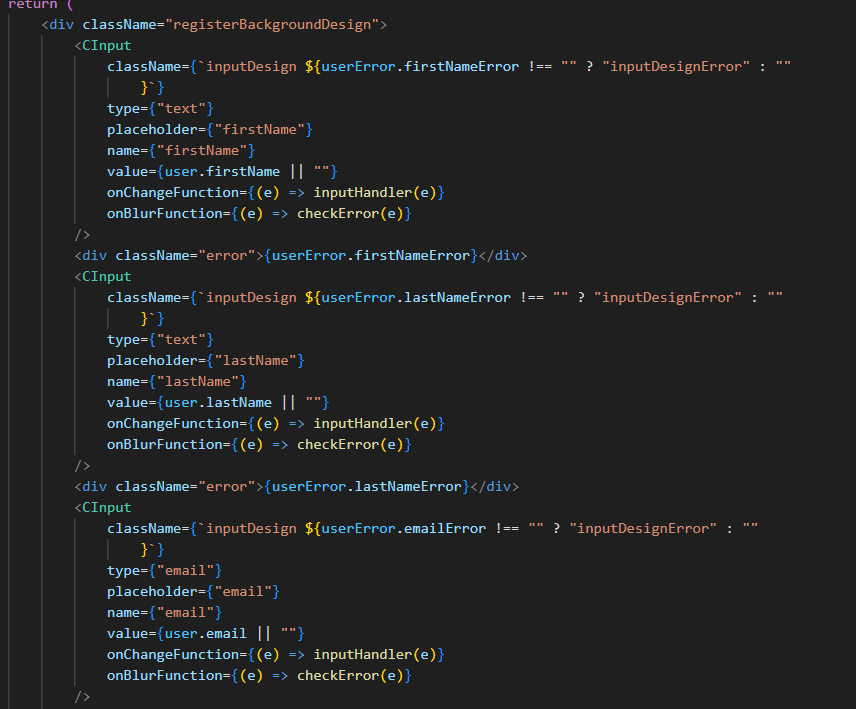 return (
<div className="registerBackgroundDesign">
<CInput
className={`inputDesign ${userError.firstNameError !== "" ? "inputDesignError" : ""
}`}
type={"text"}
placeholder={"firstName"}
name={"firstName"}
value={user.firstName || ""}
onChangeFunction={(e) => inputHandler(e)}
onBlurFunction={(e) => checkError(e)}
/>
<div className="error">{userError.firstNameError}</div>
<CInput
className={`inputDesign ${userError.lastNameError !== "" ? "inputDesignError" : ""
}`}
type={"text"}
placeholder={"lastName"}
name={"lastName"}
value={user.lastName || ""}
onChangeFunction={(e) => inputHandler(e)}
onBlurFunction={(e) => checkError(e)}
/>
<div className="error">{userError.lastNameError}</div>
<CInput
className={`inputDesign ${userError.emailError !== "" ? "inputDesignError" : ""
}`}
type={"email"}
placeholder={"email"}
name={"email"}
value={user.email || ""}
onChangeFunction={(e) => inputHandler(e)}
onBlurFunction={(e) => checkError(e)}
/>